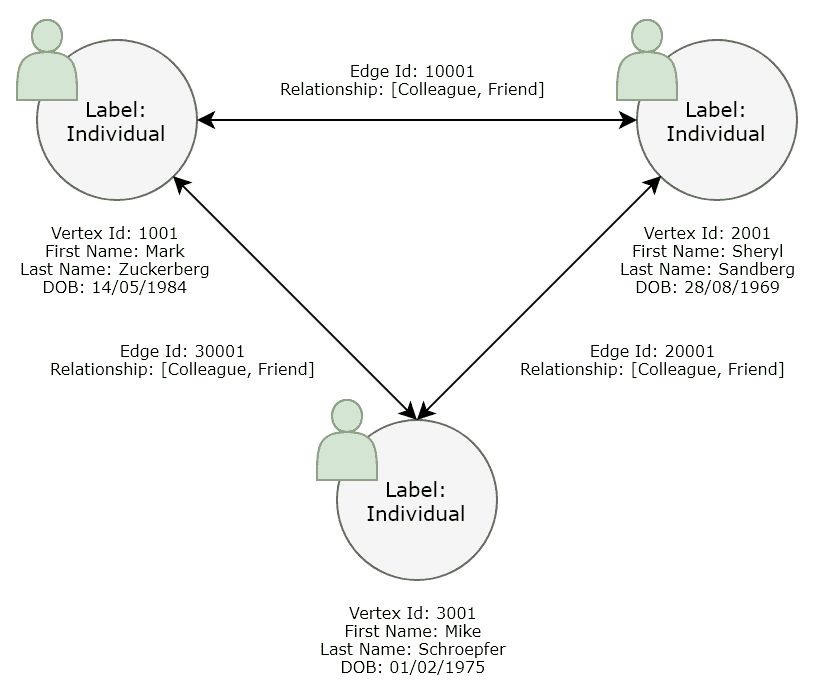 Edge Id: 10001
Relationship: [Colleague, Friend]
Label:
Individual
Label:
Individual
Vertex Id: 1001
First Name: Mark
Last Name: Zuckerberg
DOB: 14/05/1984
Vertex Id: 2001
First Name: Sheryl
Last Name: Sandberg
DOB: 28/08/1969
Edge Id: 30001
Relationship: [Colleague, Friend]
Edge Id: 20001
Relationship: [Colleague, Friend]
Label:
Individual
Vertex Id: 3001
First Name: Mike
Last Name: Schroepfer
DOB: 01/02/1975